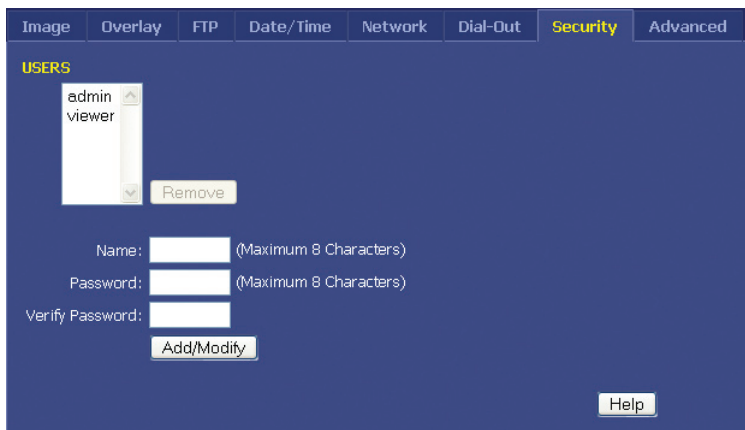 Image Overlay FTP Date/Time Network Dial-Out Security Advanced
USERS
admin
viewer
Remove
Name: (Maximum 8 Characters)
Password: (Maximum 8 Characters)
Verify Password:
Add/Modify
Help